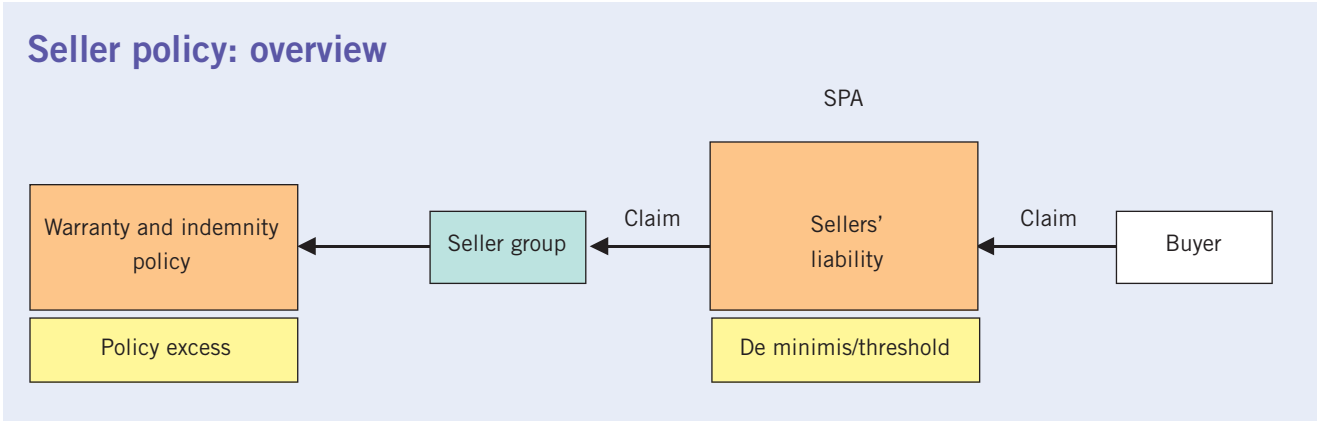 Seller policy: overview
SPA
Warranty and indemnity
policy
Seller group
Claim
Sellers'
liability
Claim
Buyer
Policy excess
De minimis/threshold